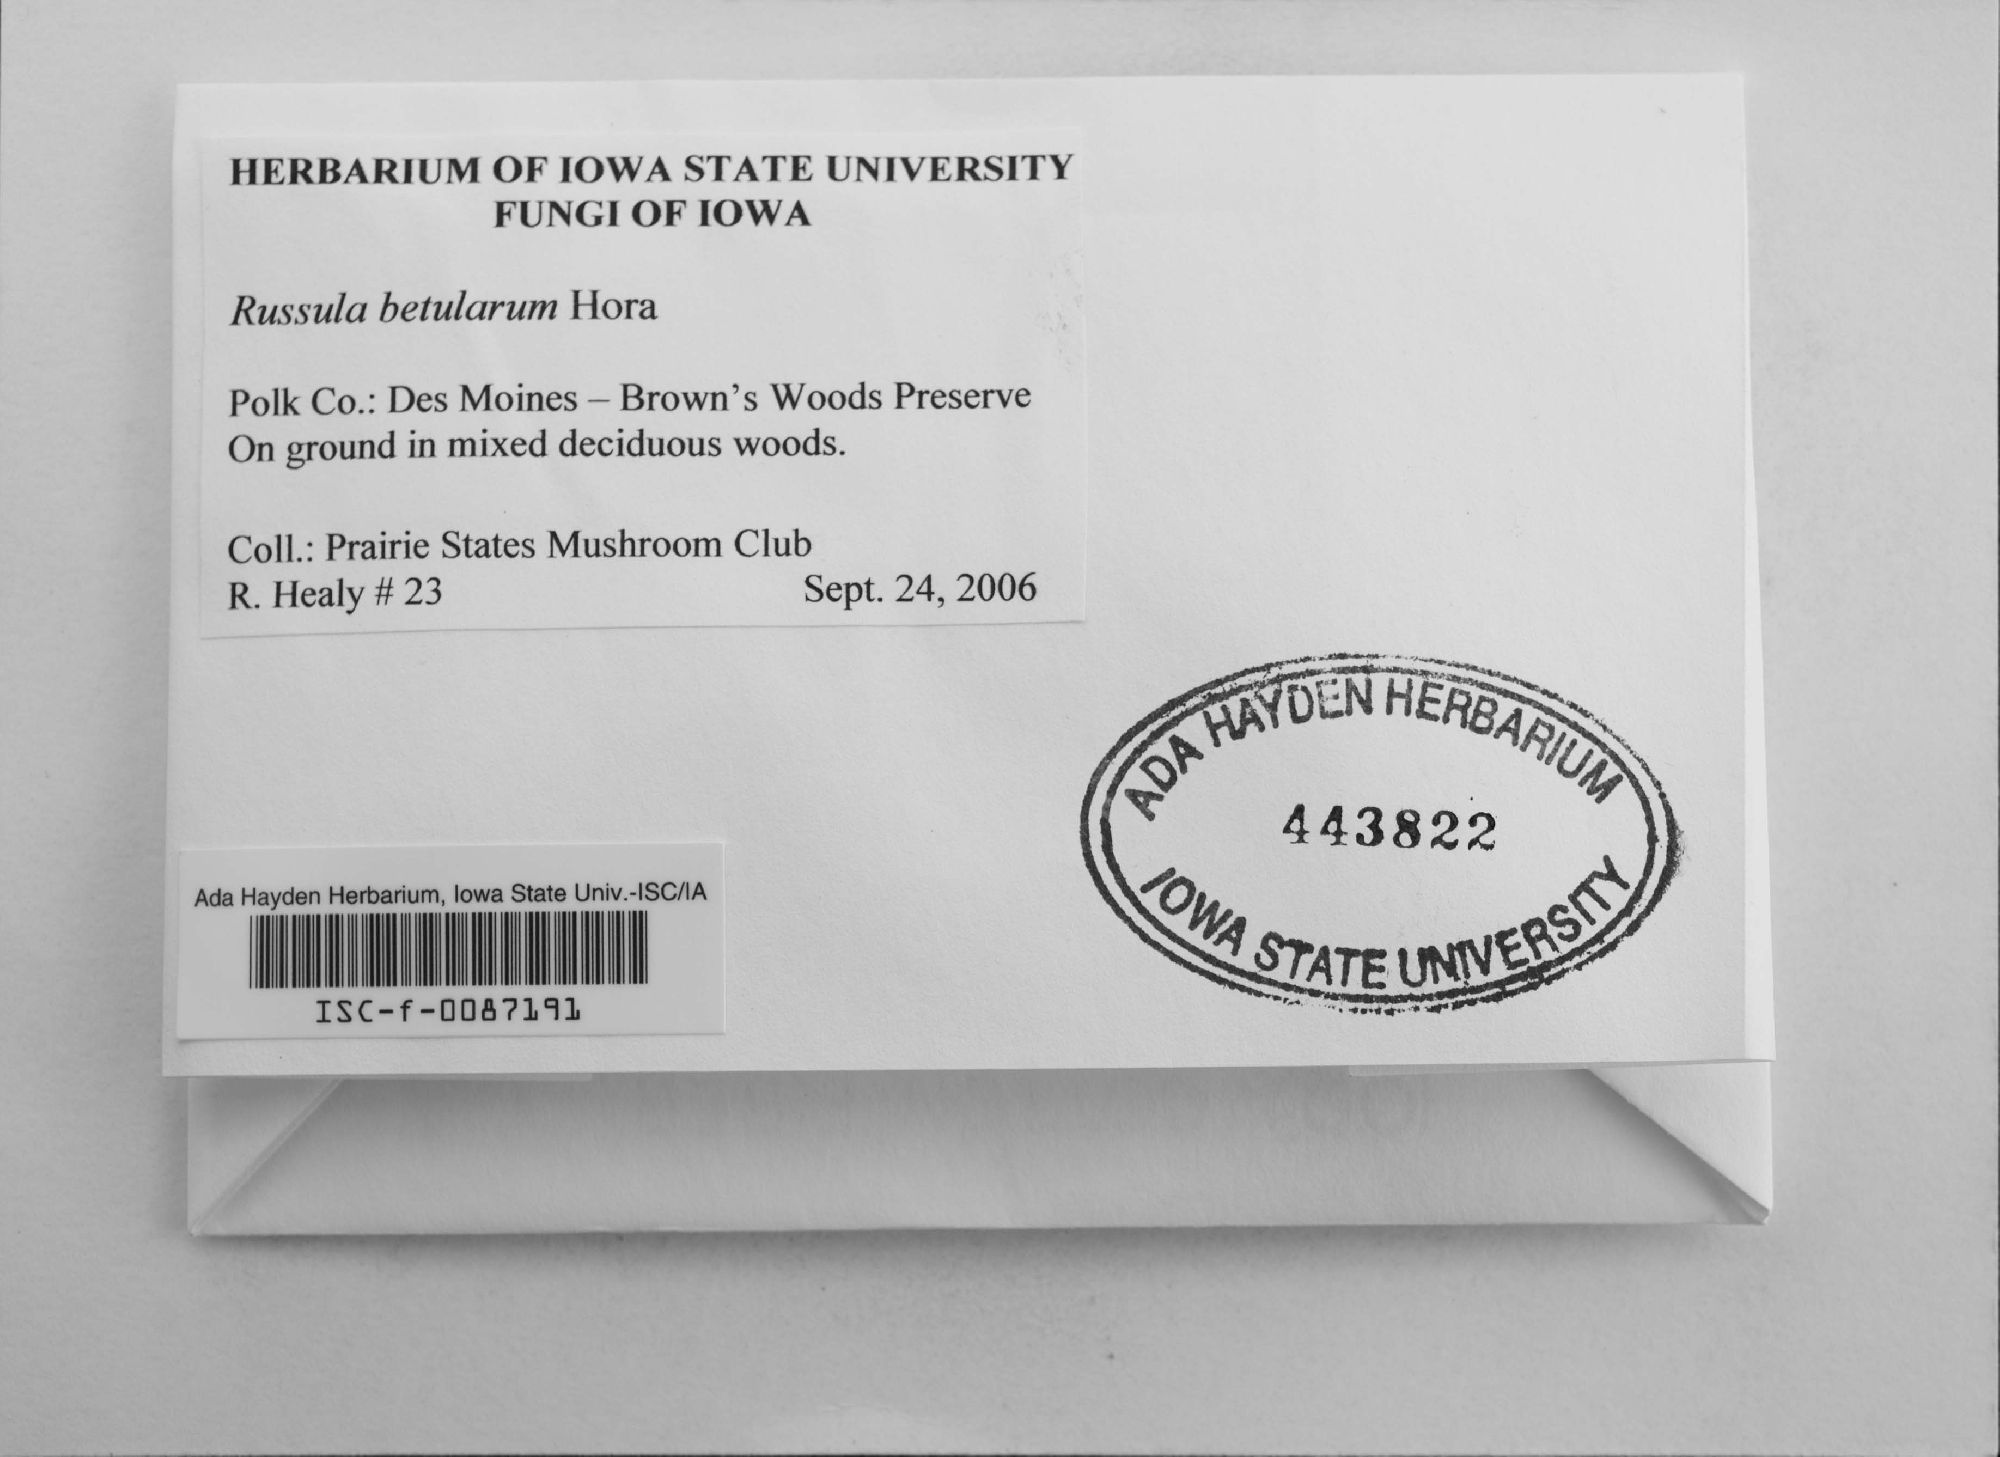 HERBARIUM OF IOWA STATE UNIVERSITY
FUNGI OF IOWA
Russula betularum Hora
Polk Co.: Des Moines – Brown's Woods Preserve
On ground in mixed deciduous woods.
Coll.: Prairie States Mushroom Club
R. Healy # 23 Sept. 24, 2006
ADA HAYDEN HERBARIUM
443822
IOWA STATE UNIVERSITY
Ada Hayden Herbarium, Iowa State Univ.-ISC/IA
ISC-f-0087191